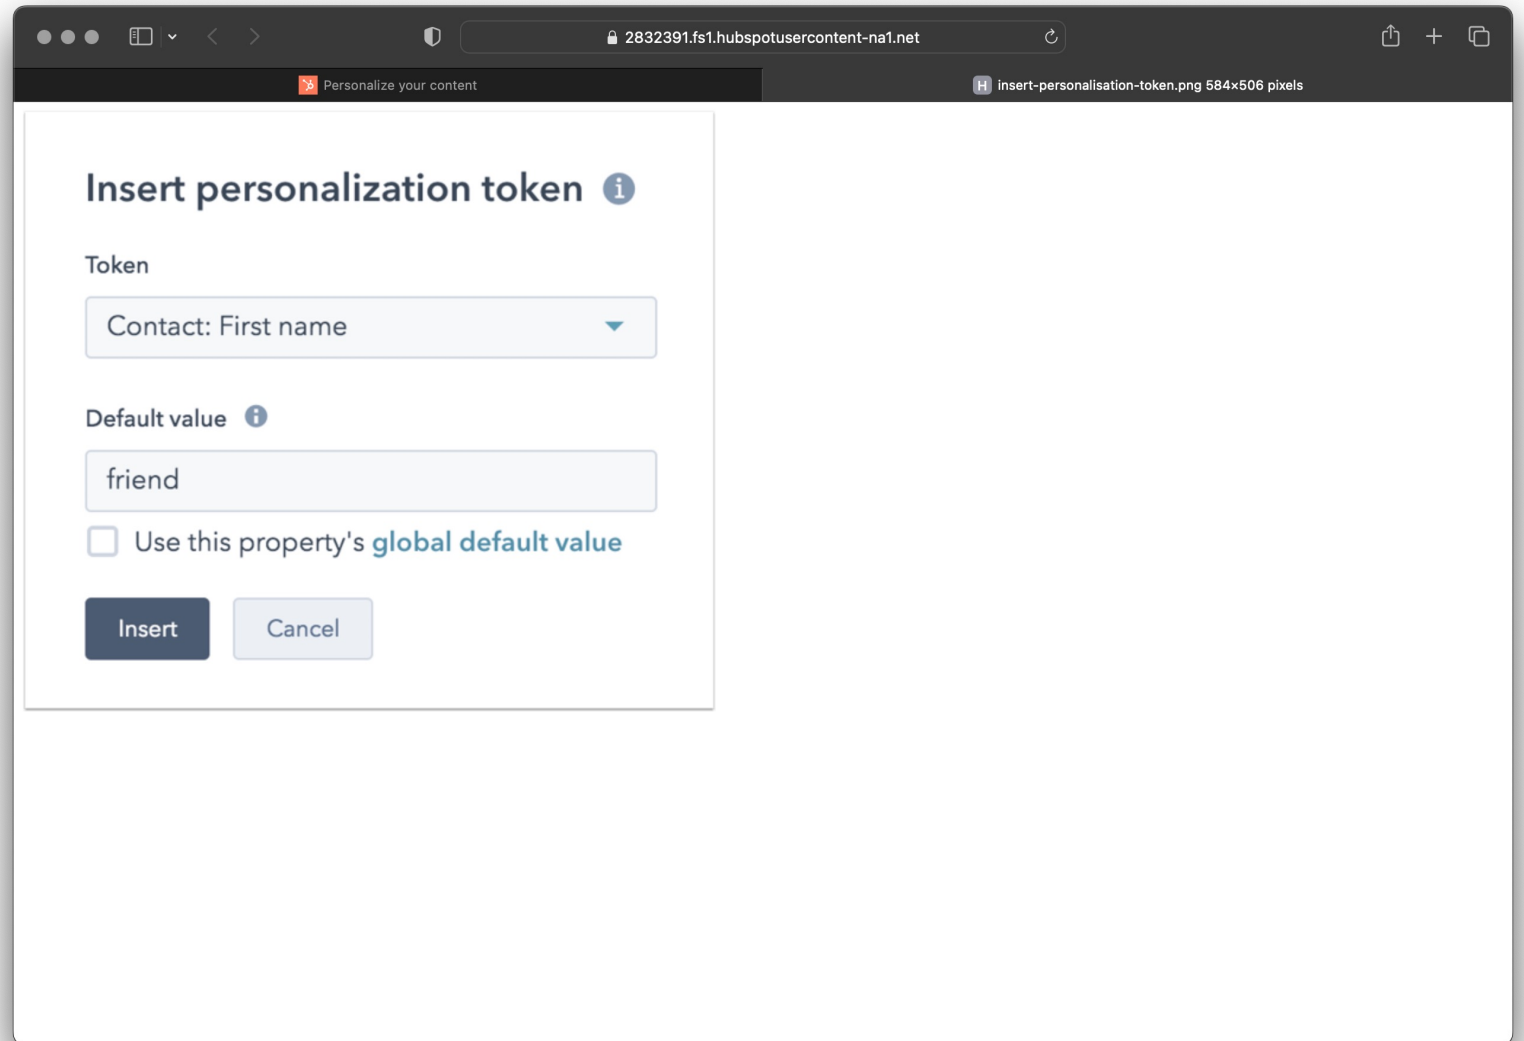 2832391.fs1.hubspotusercontent-na1.net
Personalize your content
H insert-personalisation-token.png 584×506 pixels
Insert personalization token i
Token
Contact: First name
Default value i
friend
Use this property's global default value
Insert Cancel